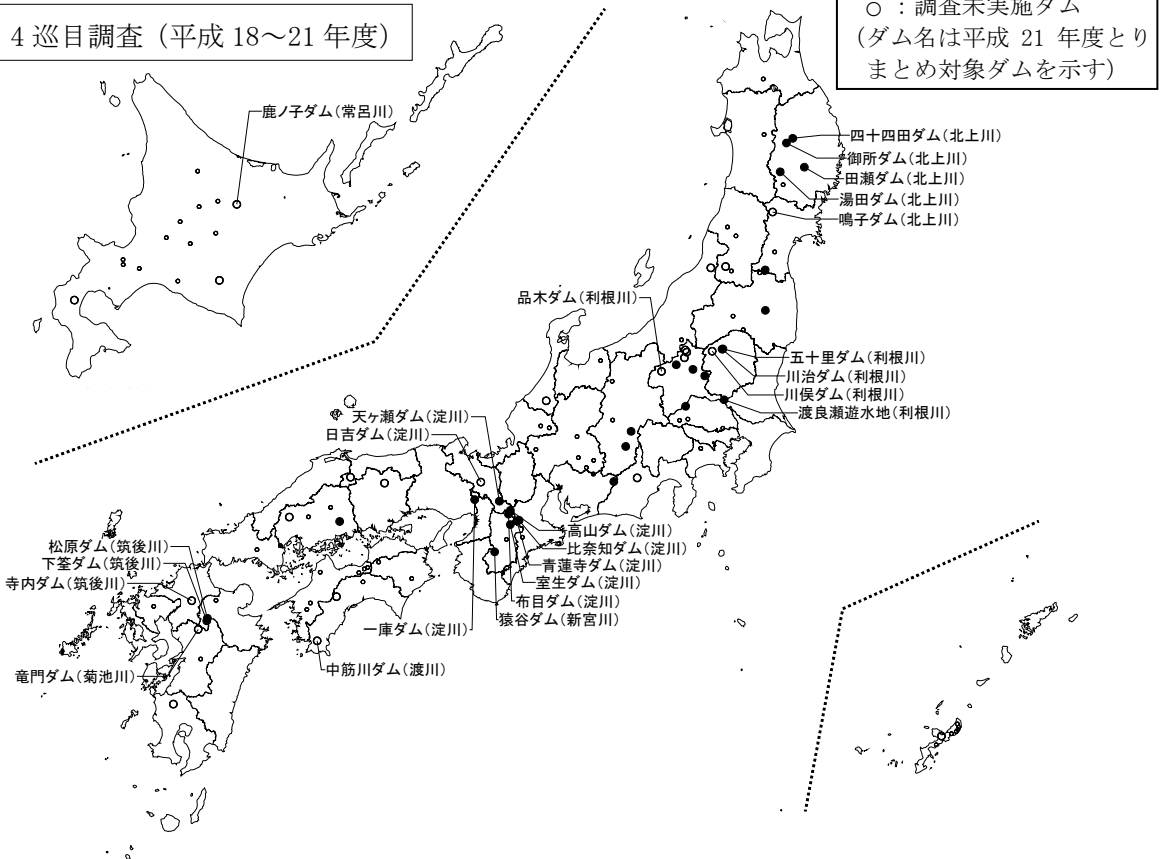 4 巡目調査（平成 18～21 年度）
○ ：調査未実施ダム
（ダム名は平成 21 年度とり
まとめ対象ダムを示す）
鹿ノ子ダム（常呂川）
四十四田ダム（北上川）
御所ダム（北上川）
田瀬ダム（北上川）
湯田ダム（北上川）
鳴子ダム（北上川）
品木ダム（利根川）
五十里ダム（利根川）
川治ダム（利根川）
川俣ダム（利根川）
渡良瀬遊水地（利根川）
天ヶ瀬ダム（淀川）
日吉ダム（淀川）
高山ダム（淀川）
比奈知ダム（淀川）
青蓮寺ダム（淀川）
室生ダム（淀川）
布目ダム（淀川）
猿谷ダム（新宮川）
一庫ダム（淀川）
中筋川ダム（渡川）
松原ダム（筑後川）
下筌ダム（筑後川）
寺内ダム（筑後川）
竜門ダム（菊池川）